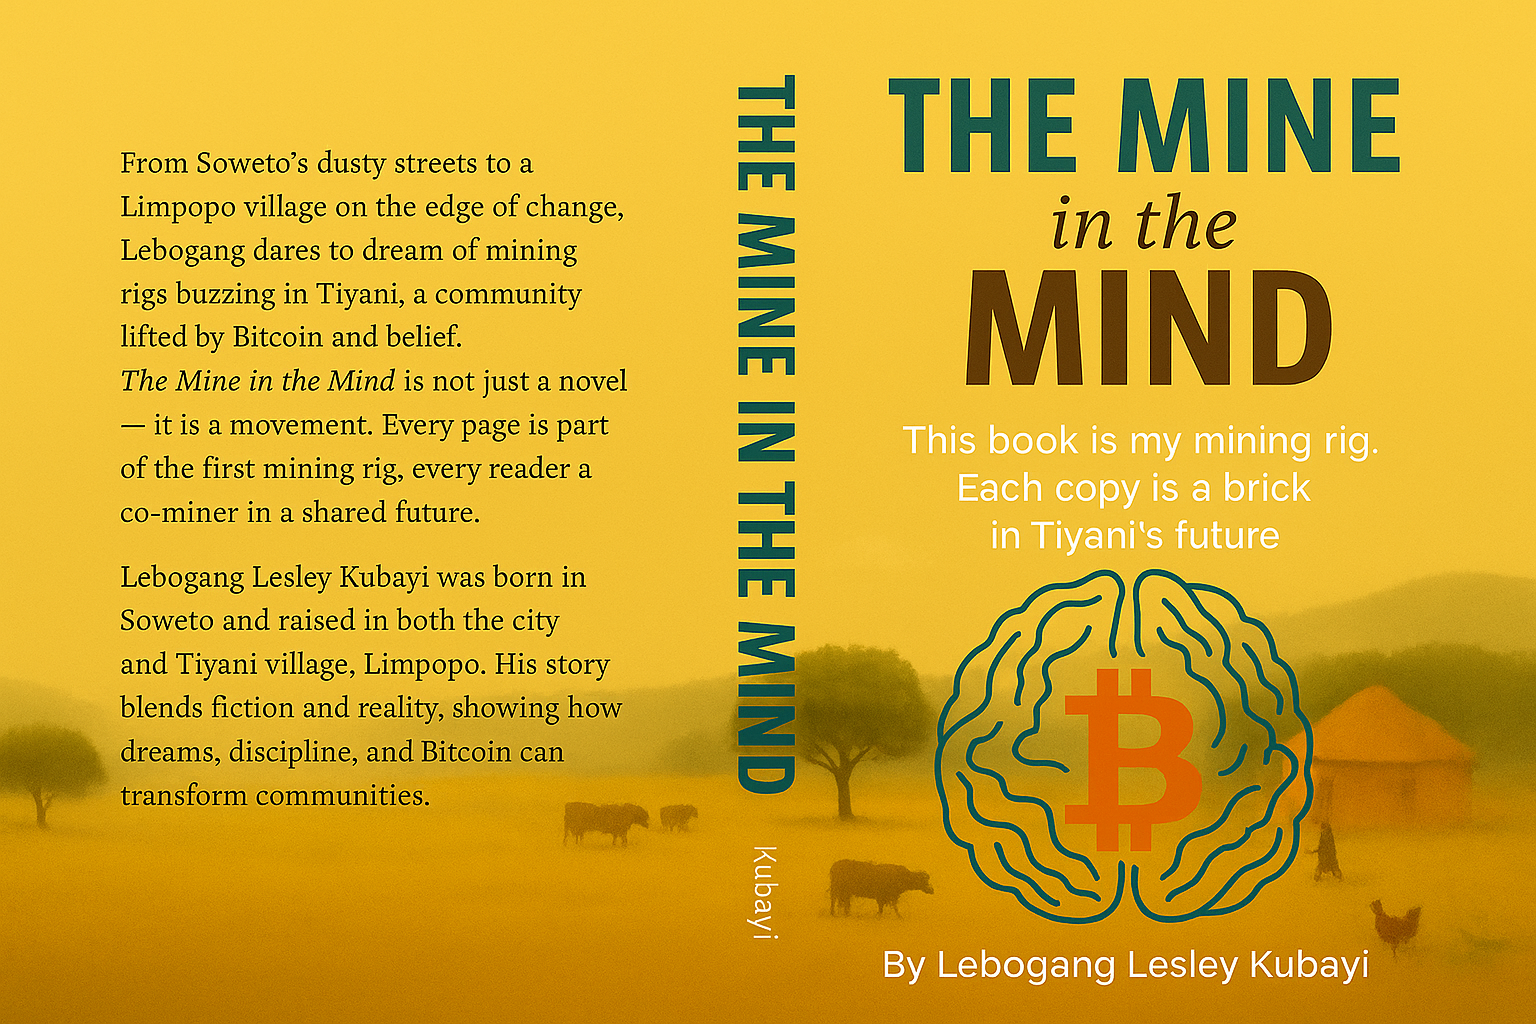 From Soweto’s dusty streets to a
Limpopo village on the edge of change,
Lebogang dares to dream of mining
rigs buzzing in Tiyani, a community
lifted by Bitcoin and belief.
The Mine in the Mind is not just a novel
— it is a movement. Every page is part
of the first mining rig, every reader a
co-miner in a shared future.
Lebogang Lesley Kubayi was born in
Soweto and raised in both the city
and Tiyani village, Limpopo. His story
blends fiction and reality, showing how
dreams, discipline, and Bitcoin can
transform communities.
THE MINE IN THE MIND
Kubayi
THE MINE
in the
MIND
This book is my mining rig.
Each copy is a brick
in Tiyani‛s future
By Lebogang Lesley Kubayi